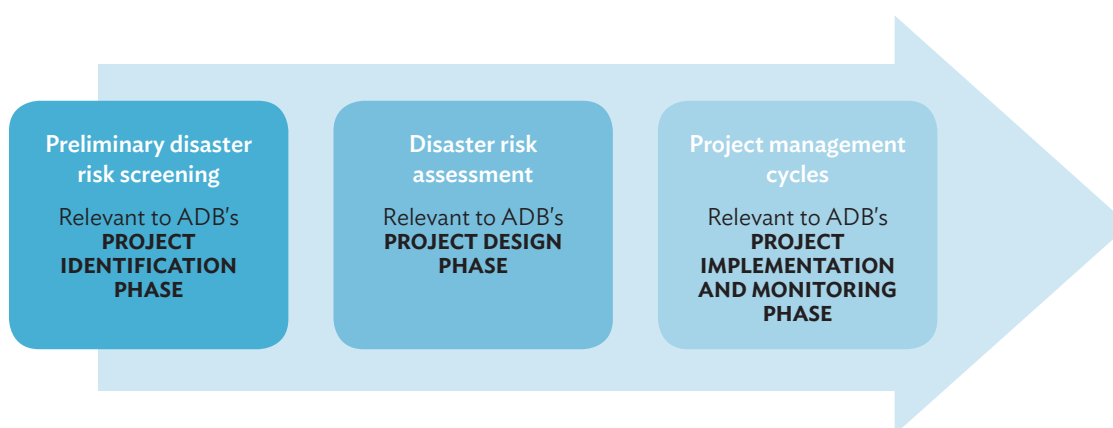 Preliminary disaster
risk screening
Relevant to ADB's
PROJECT
IDENTIFICATION
PHASE
Disaster risk
assessment
Relevant to ADB's
PROJECT DESIGN
PHASE
Project management
cycles
Relevant to ADB's
PROJECT
IMPLEMENTATION
AND MONITORING
PHASE